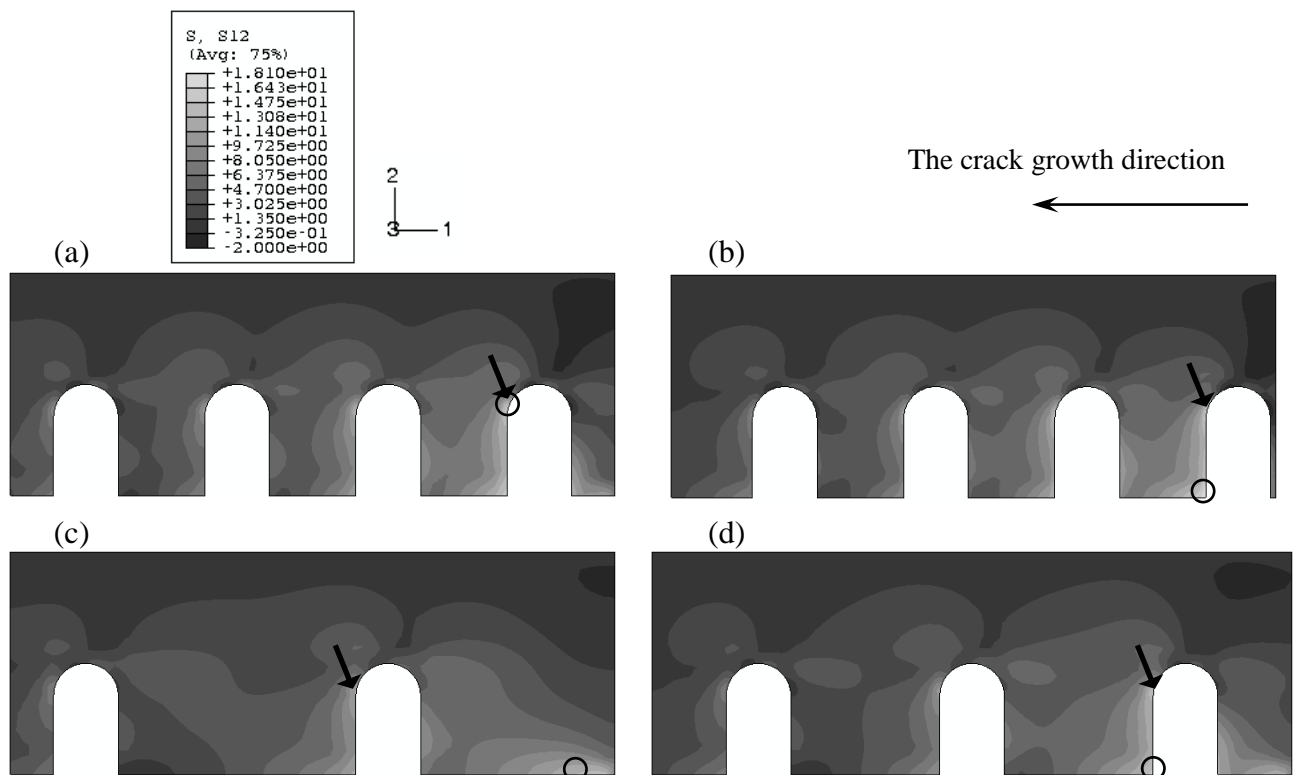 S, S12
(Avg: 75%)
+1.810e+01
+1.643e+01
+1.475e+01
+1.308e+01
+1.140e+01
+9.725e+00
+8.050e+00
+6.375e+00
+4.700e+00
+3.025e+00
+1.350e+00
-3.250e-01
-2.000e+00
2
3
1
The crack growth direction
(a)
(b)
(c)
(d)